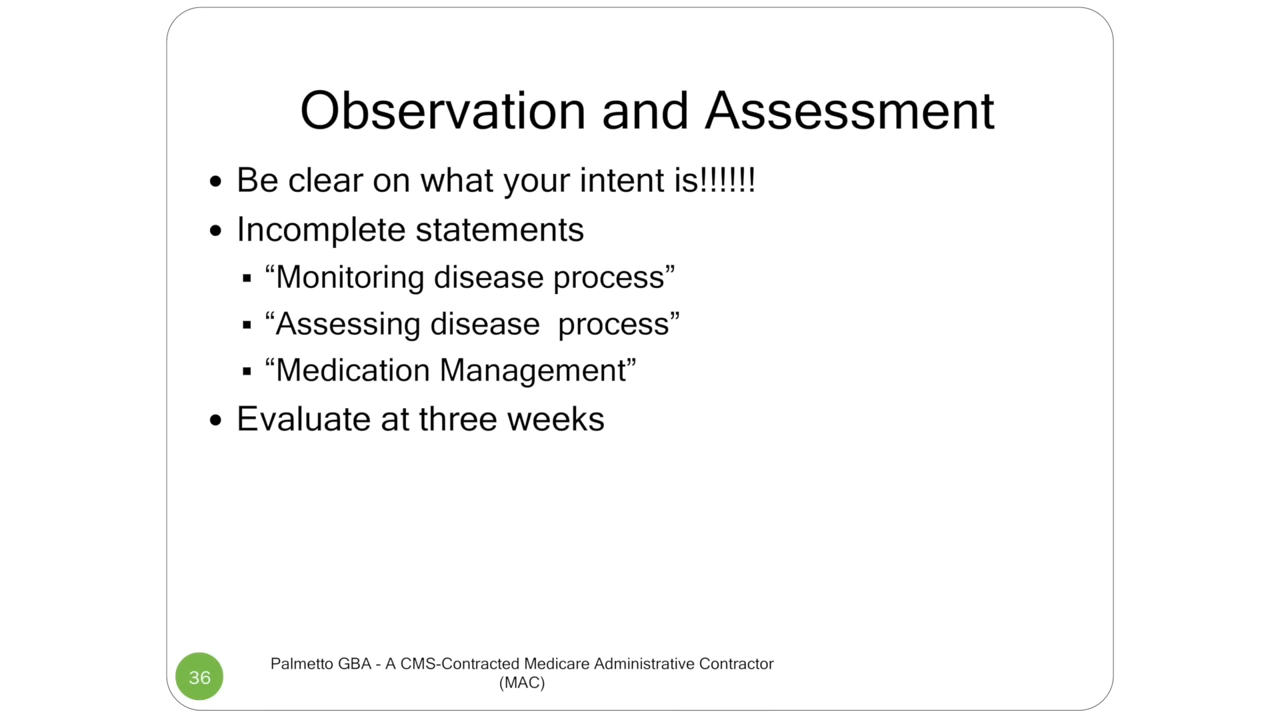 Observation and Assessment
• Be clear on what your intent is!!!!!!
• Incomplete statements
▪ “Monitoring disease process”
▪ “Assessing disease  process”
▪ “Medication Management”
• Evaluate at three weeks
36
Palmetto GBA - A CMS-Contracted Medicare Administrative Contractor
(MAC)